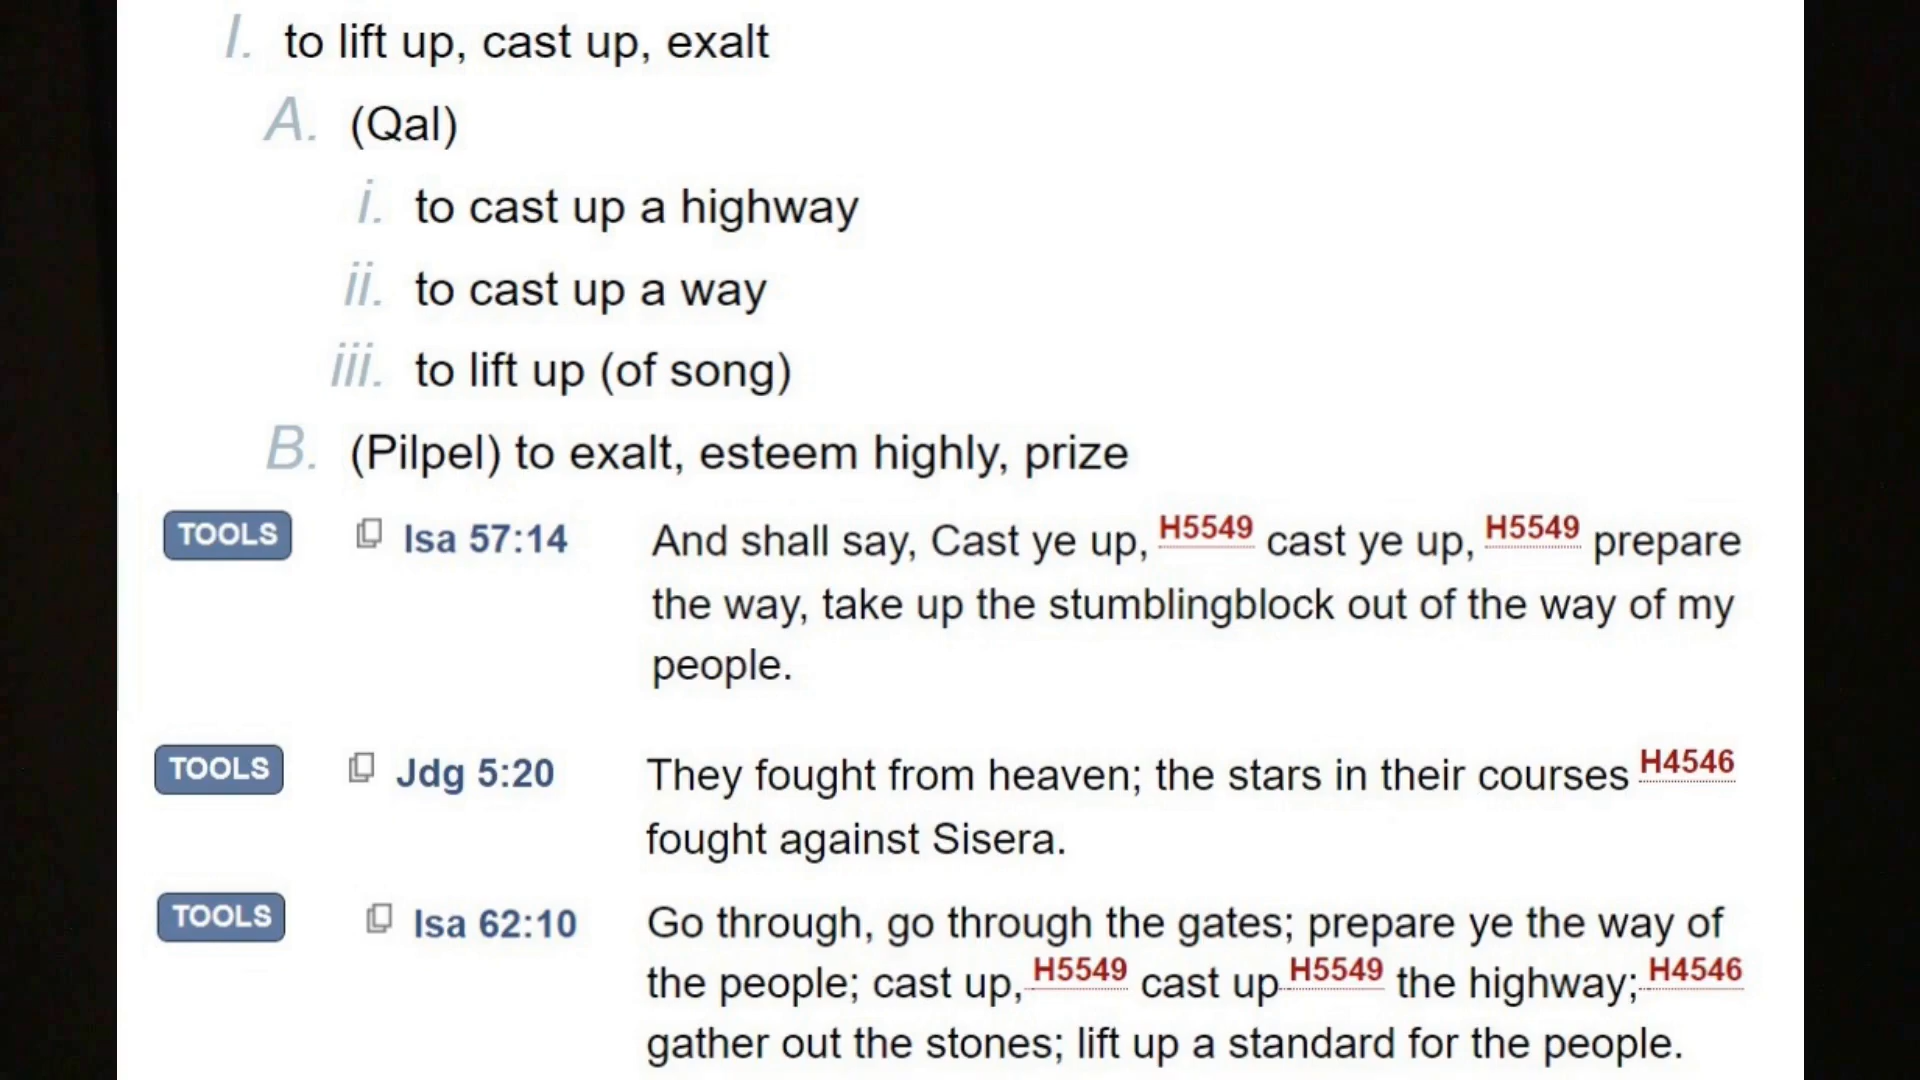 I. to lift up, cast up, exalt
A. (Qal)
i. to cast up a highway
ii. to cast up a way
iii. to lift up (of song)
B. (Pilpel) to exalt, esteem highly, prize
TOOLS Isa 57:14 And shall say, Cast ye up, H5549 cast ye up, H5549 prepare
the way, take up the stumblingblock out of the way of my
people.
TOOLS Jdg 5:20 They fought from heaven; the stars in their courses H4546
fought against Sisera.
TOOLS Isa 62:10 Go through, go through the gates; prepare ye the way of
the people; cast up, H5549 cast up H5549 the highway; H4546
gather out the stones; lift up a standard for the people.